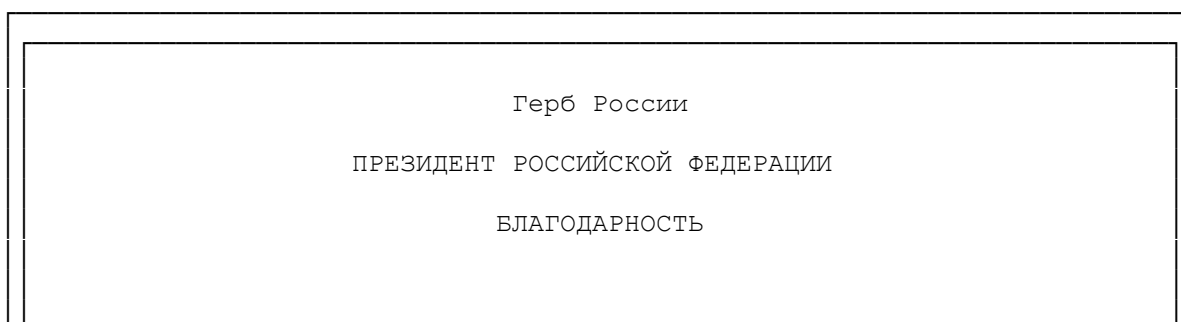 Герб России
ПРЕЗИДЕНТ РОССИЙСКОЙ ФЕДЕРАЦИИ
БЛАГОДАРНОСТЬ